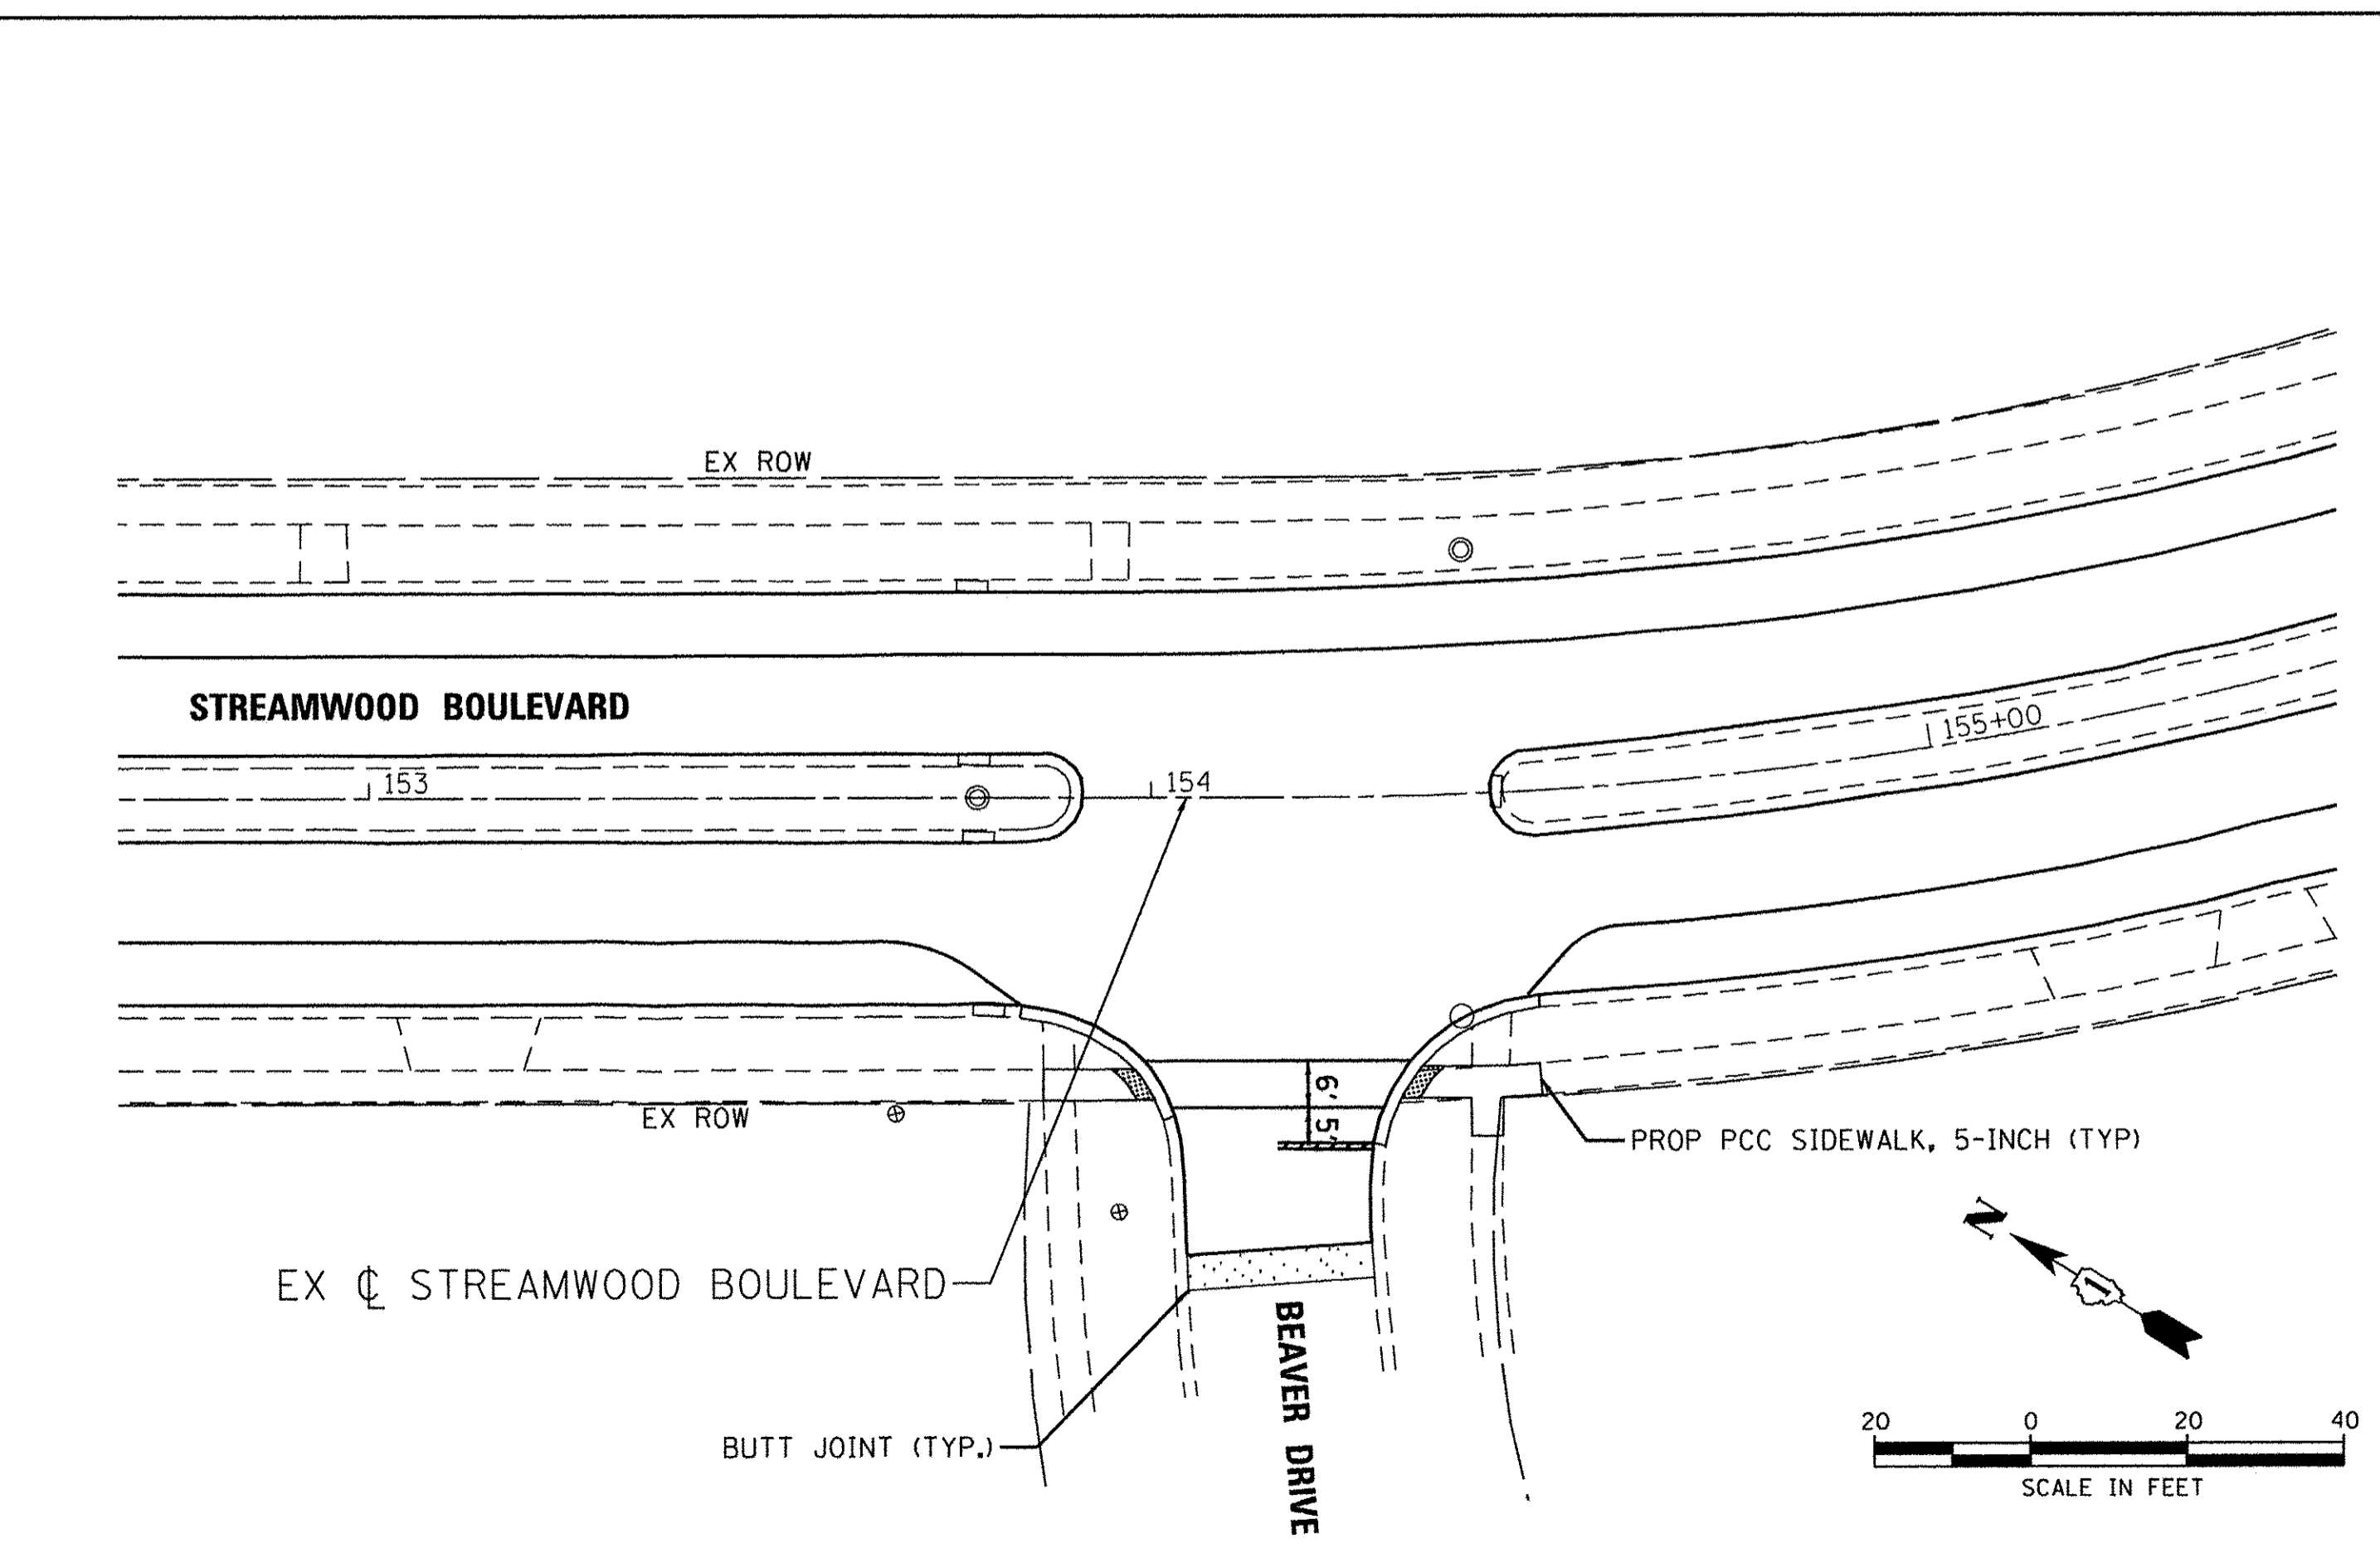 EX ROW
STREAMWOOD BOULEVARD
153
154
155+00
EX ROW
6' 5'
PROP PCC SIDEWALK, 5-INCH (TYP)
N
EX ℄ STREAMWOOD BOULEVARD
BEAVER DRIVE
BUTT JOINT (TYP.)
20 0 20 40
SCALE IN FEET